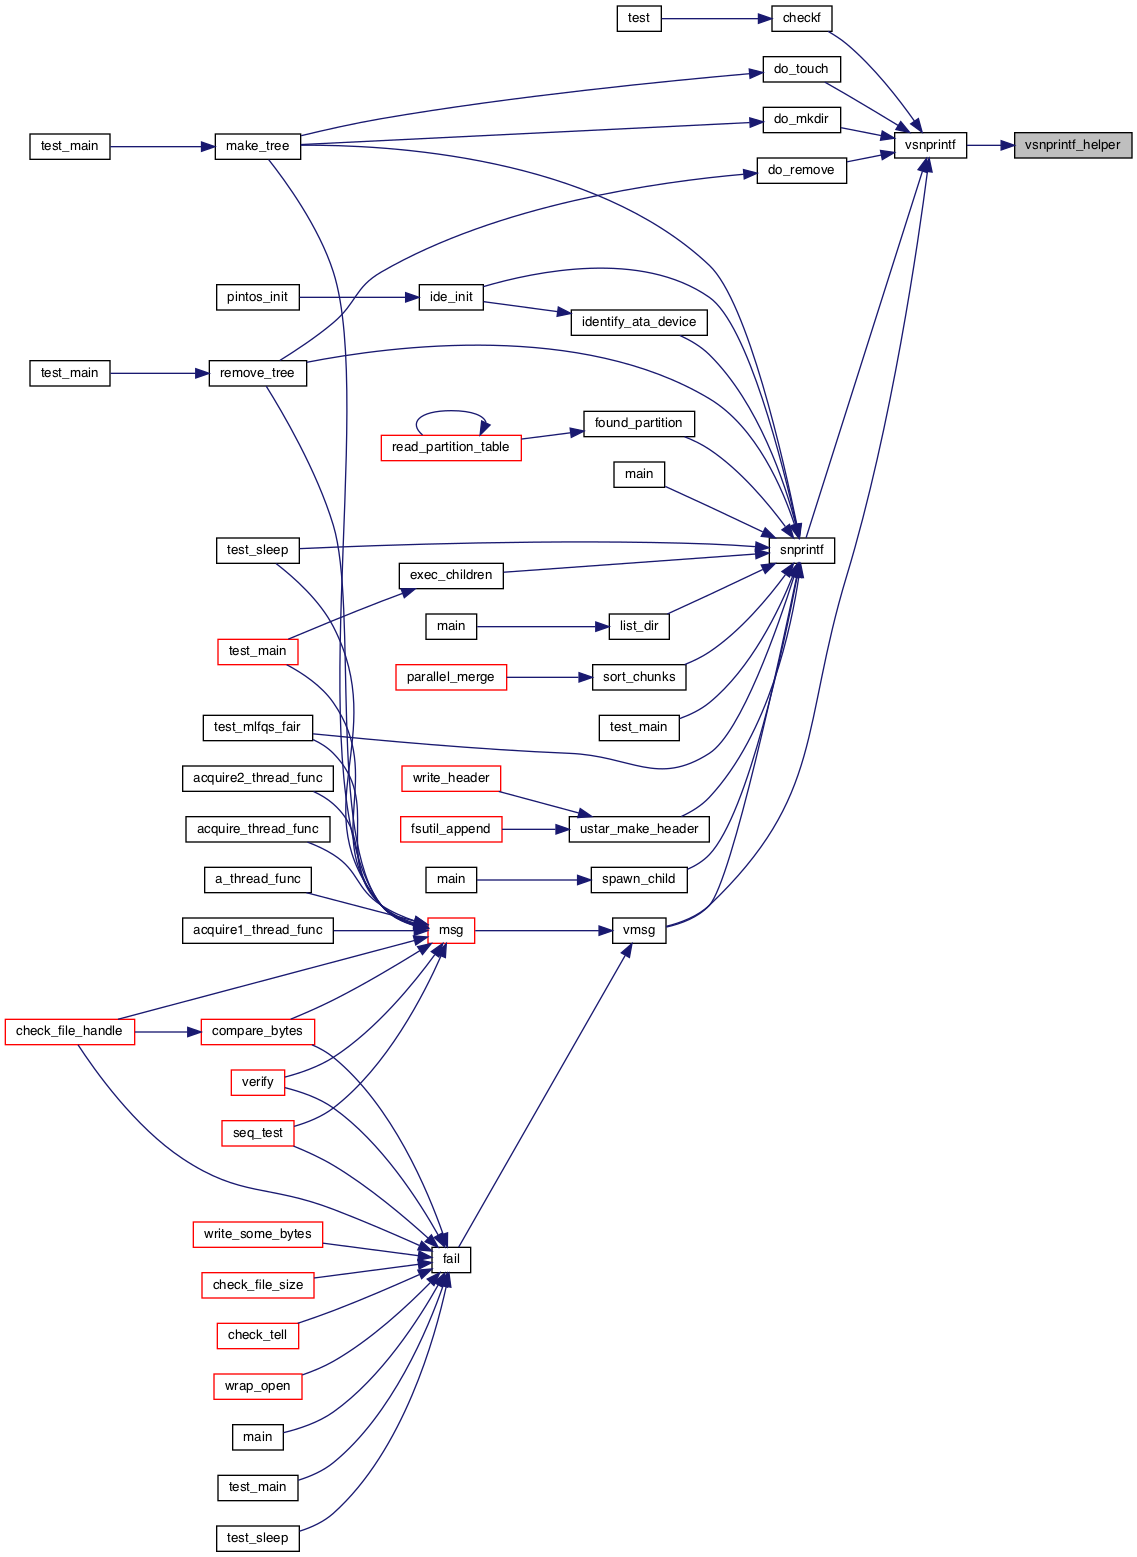 test
checkf
do_touch
do_mkdir
test_main
make_tree
vsnprintf
vsnprintf_helper
do_remove
pintos_init
ide_init
identify_ata_device
test_main
remove_tree
found_partition
read_partition_table
main
test_sleep
snprintf
exec_children
main
list_dir
test_main
parallel_merge
sort_chunks
test_mlfqs_fair
test_main
acquire2_thread_func
write_header
acquire_thread_func
fsutil_append
ustar_make_header
a_thread_func
main
spawn_child
acquire1_thread_func
msg
vmsg
check_file_handle
compare_bytes
verify
seq_test
write_some_bytes
fail
check_file_size
check_tell
wrap_open
main
test_main
test_sleep